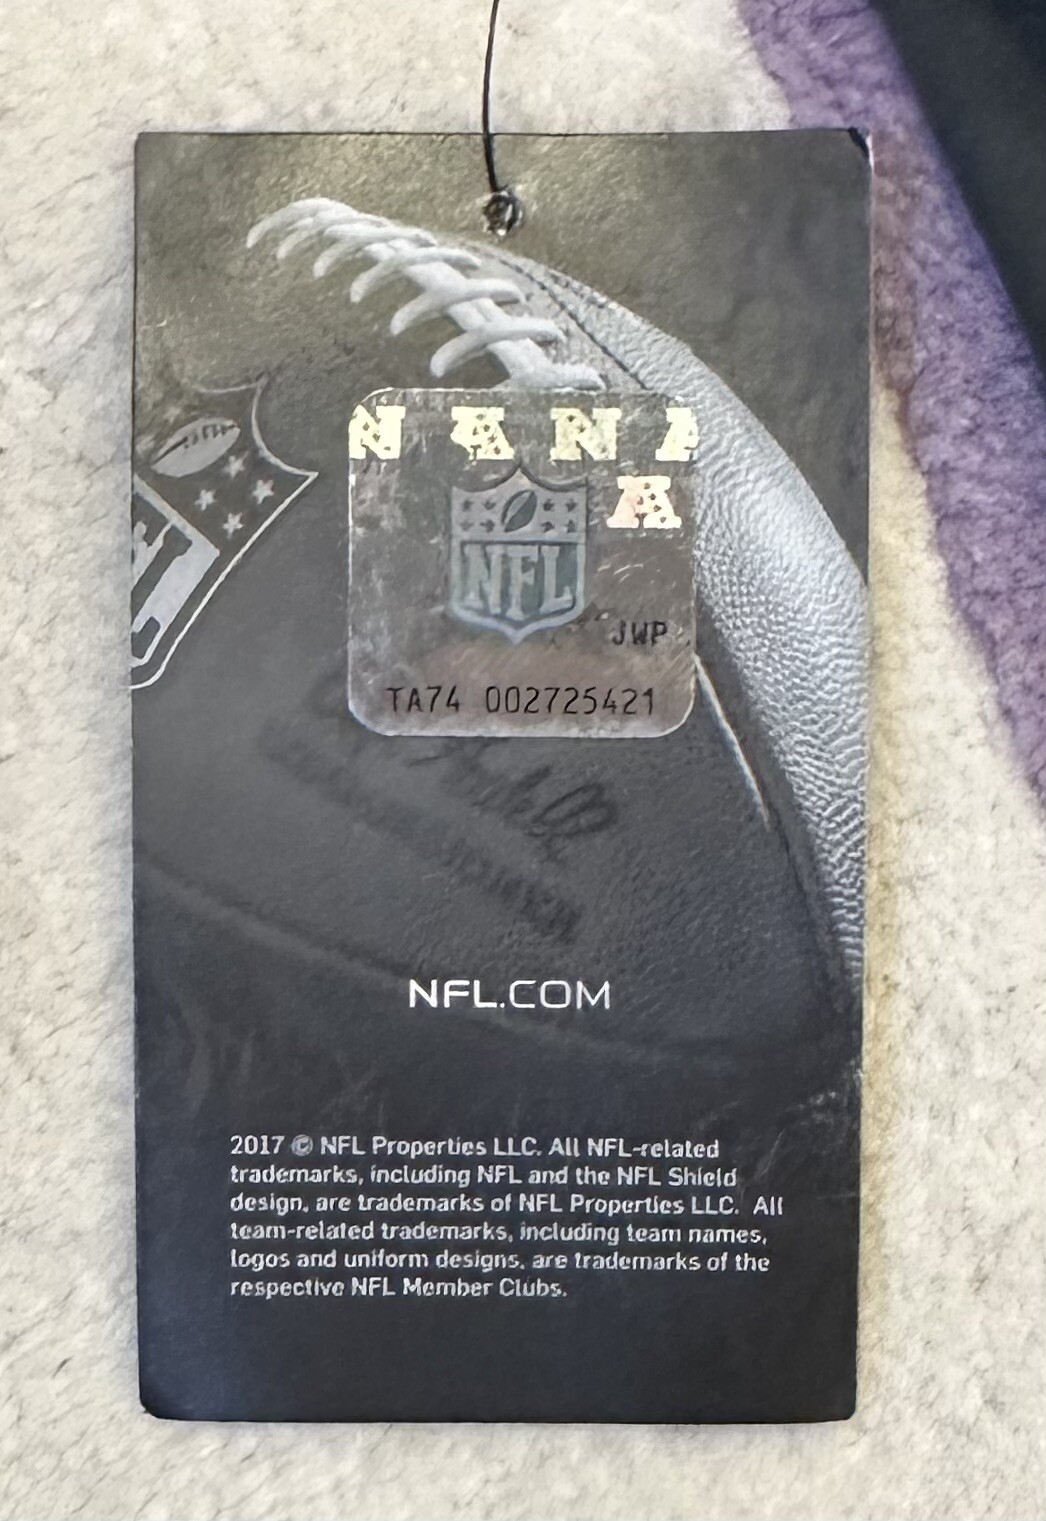 N A N A
A
NFL
JWP
TA74 002725421
NFL.COM
2017 © NFL Properties LLC. All NFL-related
trademarks, including NFL and the NFL Shield
design, are trademarks of NFL Properties LLC. All
team-related trademarks, including team names,
logos and uniform designs, are trademarks of the
respective NFL Member Clubs.